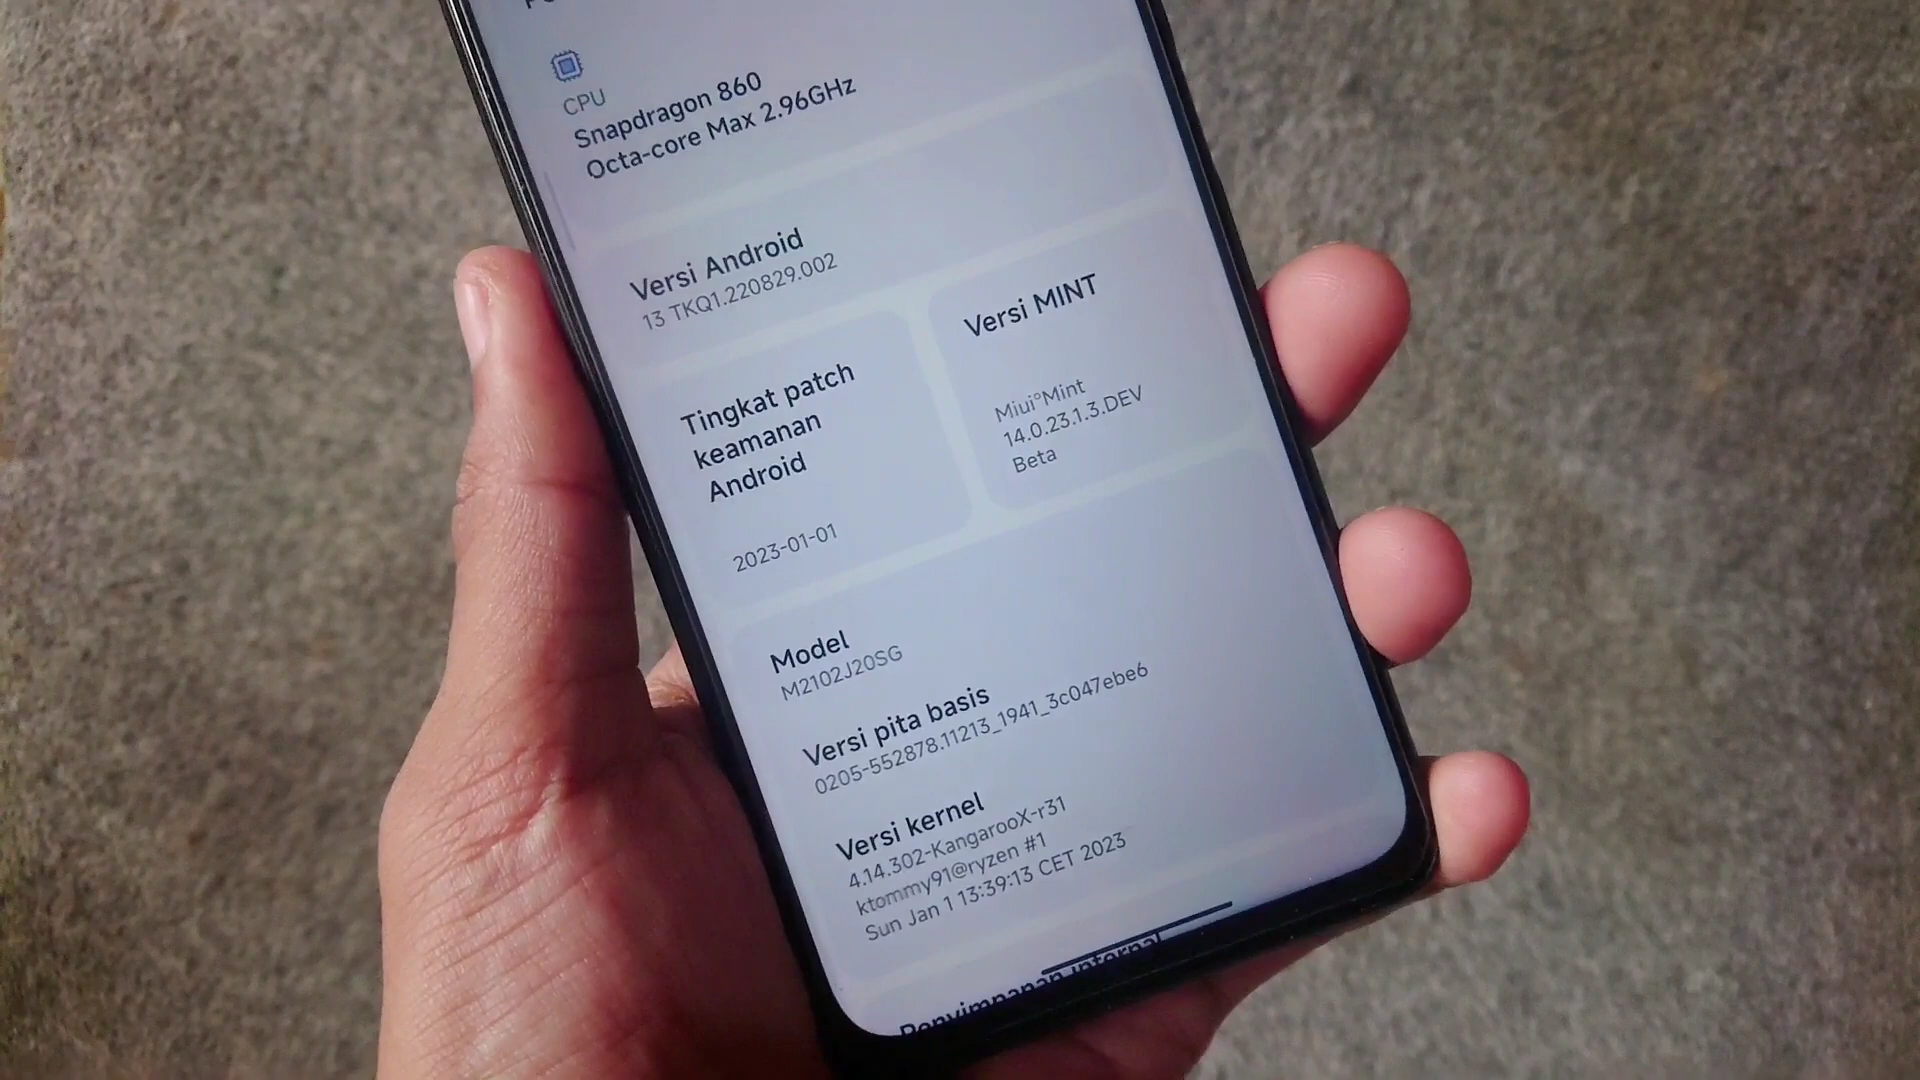 CPU
Snapdragon 860
Octa-core Max 2.96GHz
Versi Android
13 TKQ1.220829.002
Tingkat patch
keamanan
Android
2023-01-01
Versi MINT
Miui°Mint
14.0.23.1.3.DEV
Beta
Model
M2102J20SG
Versi pita basis
0205-552878.11213_1941_3c047ebe6
Versi kernel
4.14.302-KangarooX-r31
ktommy91@ryzen #1
Sun Jan 1 13:39:13 CET 2023
Penyimpanan internal